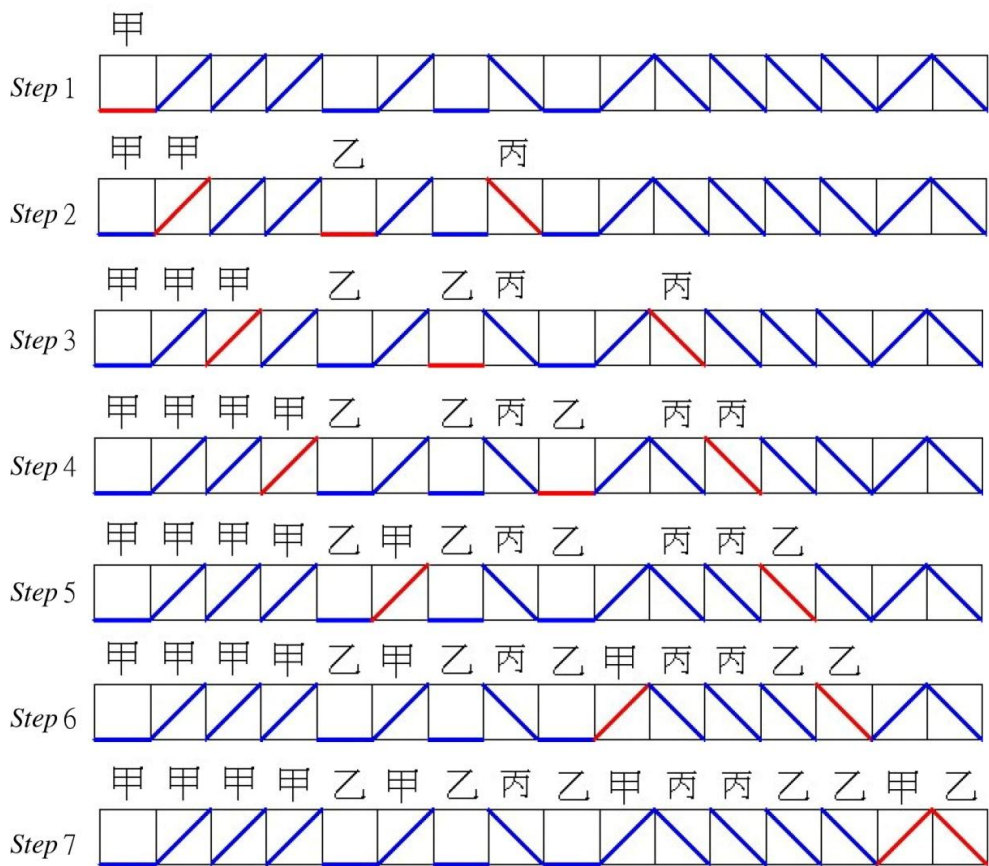 甲
Step 1
甲 甲 乙 丙
Step 2
甲 甲 甲 乙 乙 丙 丙
Step 3
甲 甲 甲 甲 乙 乙 丙 乙 丙 丙
Step 4
甲 甲 甲 甲 乙 甲 乙 丙 乙 丙 丙 乙
Step 5
甲 甲 甲 甲 乙 甲 乙 丙 乙 甲 丙 丙 乙 乙
Step 6
甲 甲 甲 甲 乙 甲 乙 丙 乙 甲 丙 丙 乙 乙 甲 乙
Step 7